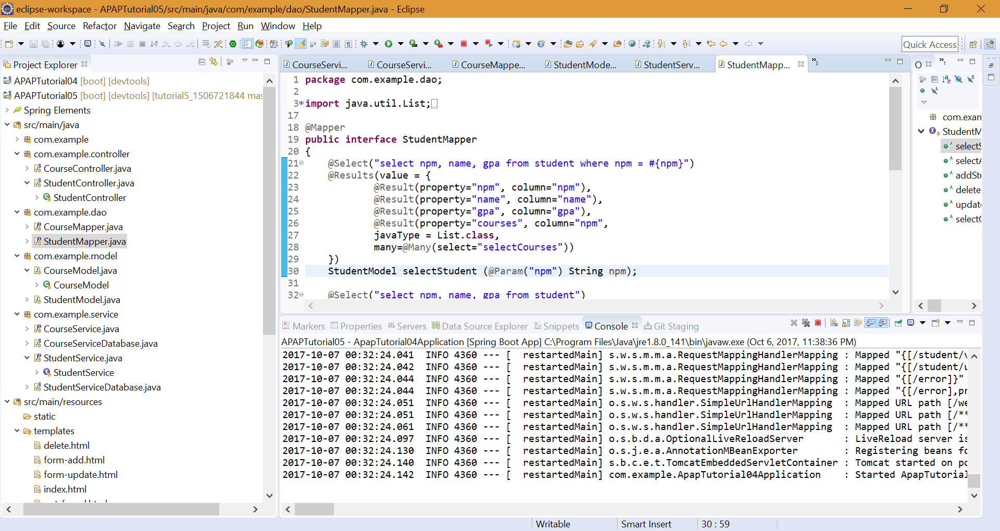 eclipse-workspace - APAPTutorial05/src/main/java/com/example/dao/StudentMapper.java - Eclipse
File Edit Source Refactor Navigate Search Project Run Window Help
Quick Access
Project Explorer
APAPTutorial04 [boot] [devtools]
APAPTutorial05 [boot] [devtools] [tutorial5_1506721844 mas
Spring Elements
src/main/java
com.example
com.example.controller
CourseController.java
StudentController.java
StudentController
com.example.dao
CourseMapper.java
StudentMapper.java
com.example.model
CourseModel.java
CourseModel
StudentModel.java
com.example.service
CourseService.java
CourseServiceDatabase.java
StudentService.java
StudentService
StudentServiceDatabase.java
src/main/resources
static
templates
delete.html
form-add.html
form-update.html
index.html
CourseServi... CourseServi... CourseMappe... StudentMode... StudentServ... StudentMapp... »3
1 package com.example.dao;
2
3 import java.util.List;
17
18 @Mapper
19 public interface StudentMapper
20 {
21 @Select("select npm, name, gpa from student where npm = #{npm}")
22 @Results(value = {
23 @Result(property="npm", column="npm"),
24 @Result(property="name", column="name"),
25 @Result(property="gpa", column="gpa"),
26 @Result(property="courses", column="npm",
27 javaType = List.class,
28 many=@Many(select="selectCourses"))
29 })
30 StudentModel selectStudent (@Param("npm") String npm);
31
32 @Select("select npm, name, gpa from student")
O »1
com.exan
StudentM
selectS
selectA
addStu
delete
update
selectC
Markers Properties Servers Data Source Explorer Snippets Console Git Staging
APAPTutorial05 - ApapTutorial04Application [Spring Boot App] C:\Program Files\Java\jre1.8.0_141\bin\javaw.exe (Oct 6, 2017, 11:38:36 PM)
2017-10-07 00:32:24.041 INFO 4360 --- [ restartedMain] s.w.s.m.m.a.RequestMappingHandlerMapping : Mapped "{[/student/v
2017-10-07 00:32:24.042 INFO 4360 --- [ restartedMain] s.w.s.m.m.a.RequestMappingHandlerMapping : Mapped "{[/student/u
2017-10-07 00:32:24.044 INFO 4360 --- [ restartedMain] s.w.s.m.m.a.RequestMappingHandlerMapping : Mapped "{[/error]}"
2017-10-07 00:32:24.044 INFO 4360 --- [ restartedMain] s.w.s.m.m.a.RequestMappingHandlerMapping : Mapped "{[/error],pr
2017-10-07 00:32:24.051 INFO 4360 --- [ restartedMain] o.s.w.s.handler.SimpleUrlHandlerMapping : Mapped URL path [/we
2017-10-07 00:32:24.051 INFO 4360 --- [ restartedMain] o.s.w.s.handler.SimpleUrlHandlerMapping : Mapped URL path [/**
2017-10-07 00:32:24.061 INFO 4360 --- [ restartedMain] o.s.w.s.handler.SimpleUrlHandlerMapping : Mapped URL path [/**
2017-10-07 00:32:24.097 INFO 4360 --- [ restartedMain] o.s.b.d.a.OptionalLiveReloadServer : LiveReload server is
2017-10-07 00:32:24.130 INFO 4360 --- [ restartedMain] o.s.j.e.a.AnnotationMBeanExporter : Registering beans fo
2017-10-07 00:32:24.140 INFO 4360 --- [ restartedMain] s.b.c.e.t.TomcatEmbeddedServletContainer : Tomcat started on po
2017-10-07 00:32:24.142 INFO 4360 --- [ restartedMain] com.example.ApapTutorial04Application : Started ApapTutorial
Writable Smart Insert 30 : 59